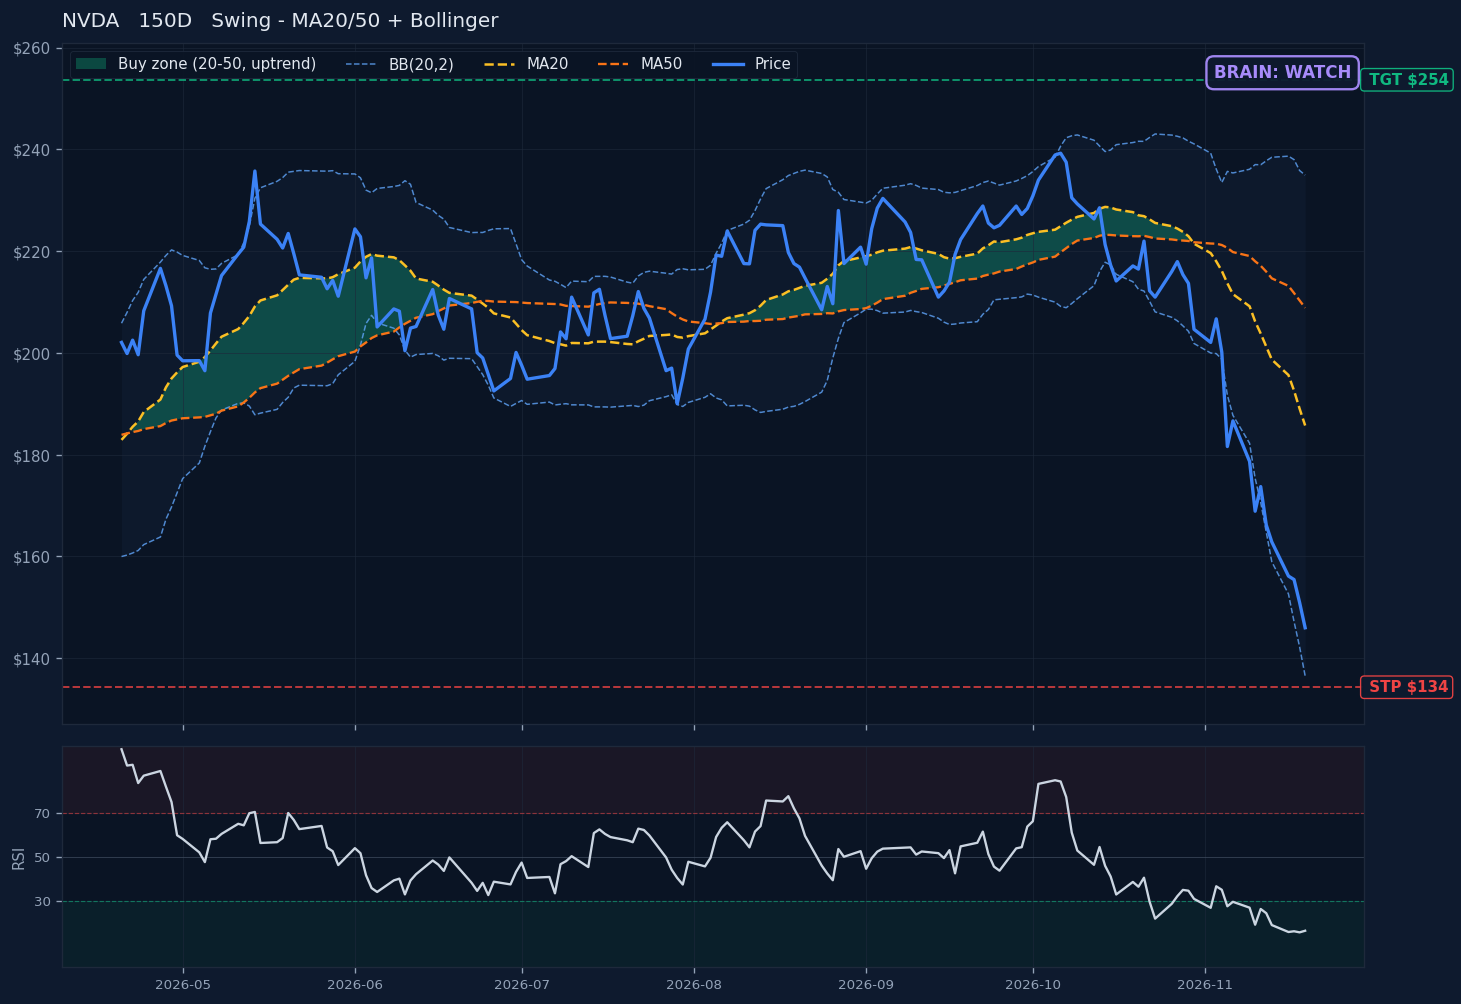 NVDA   150D   Swing - MA20/50 + Bollinger
Buy zone (20-50, uptrend)   BB(20,2)   MA20   MA50   Price
BRAIN: WATCH
TGT $254
$260
$240
$220
$200
$180
$160
$140
STP $134
RSI
70
50
30
2026-05   2026-06   2026-07   2026-08   2026-09   2026-10   2026-11